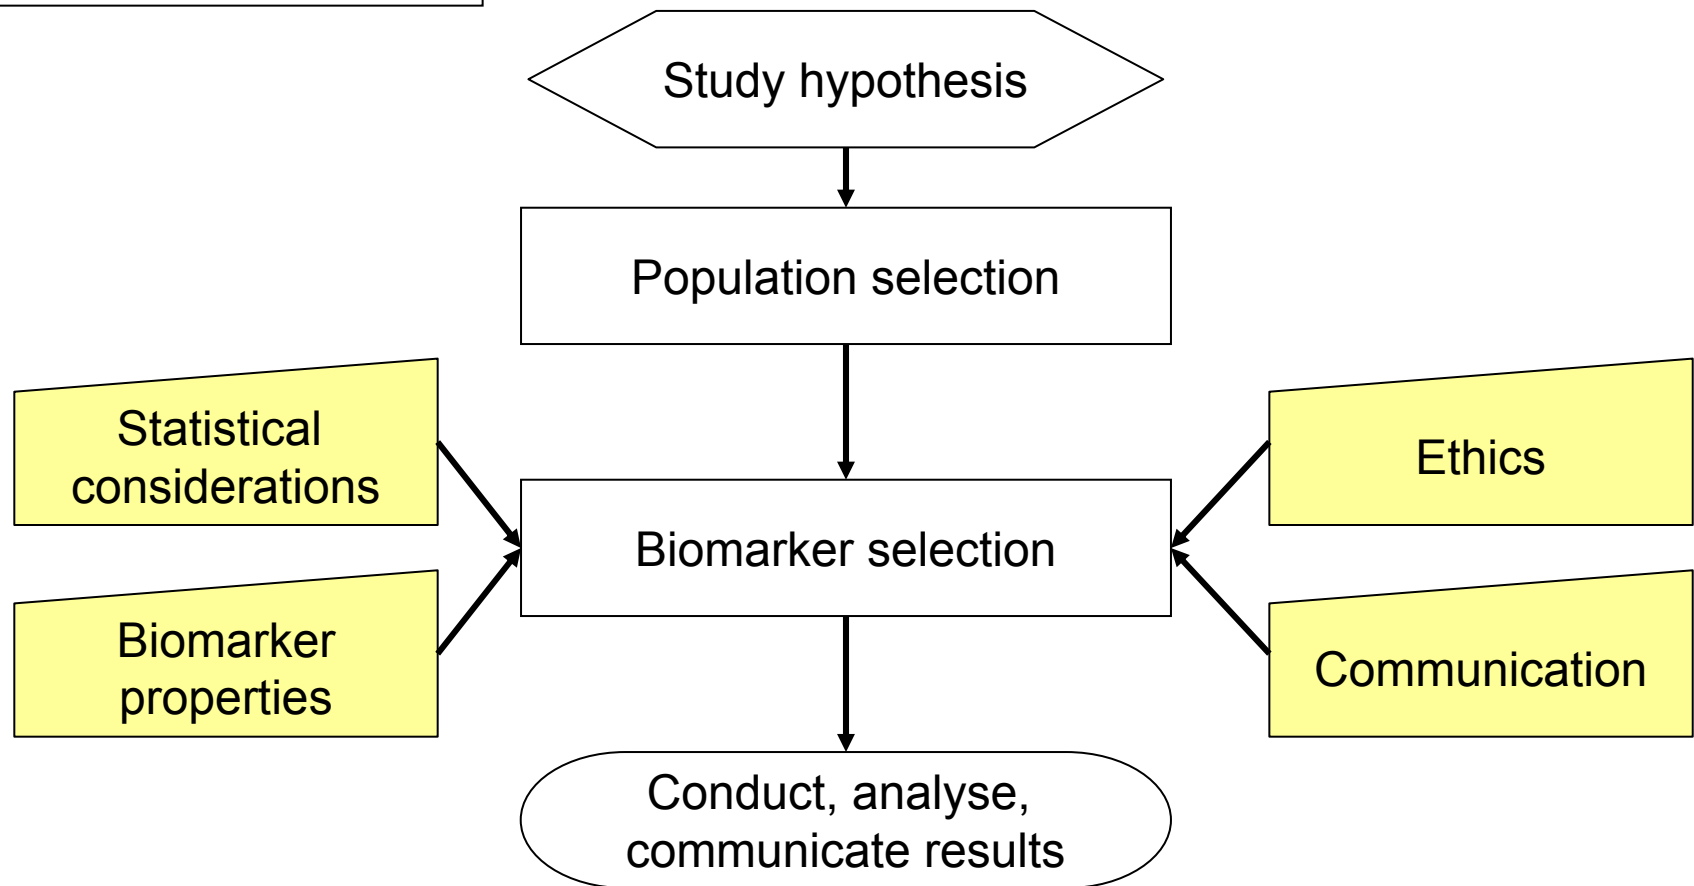 Study hypothesis
Population selection
Statistical
considerations
Ethics
Biomarker selection
Biomarker
properties
Communication
Conduct, analyse,
communicate results